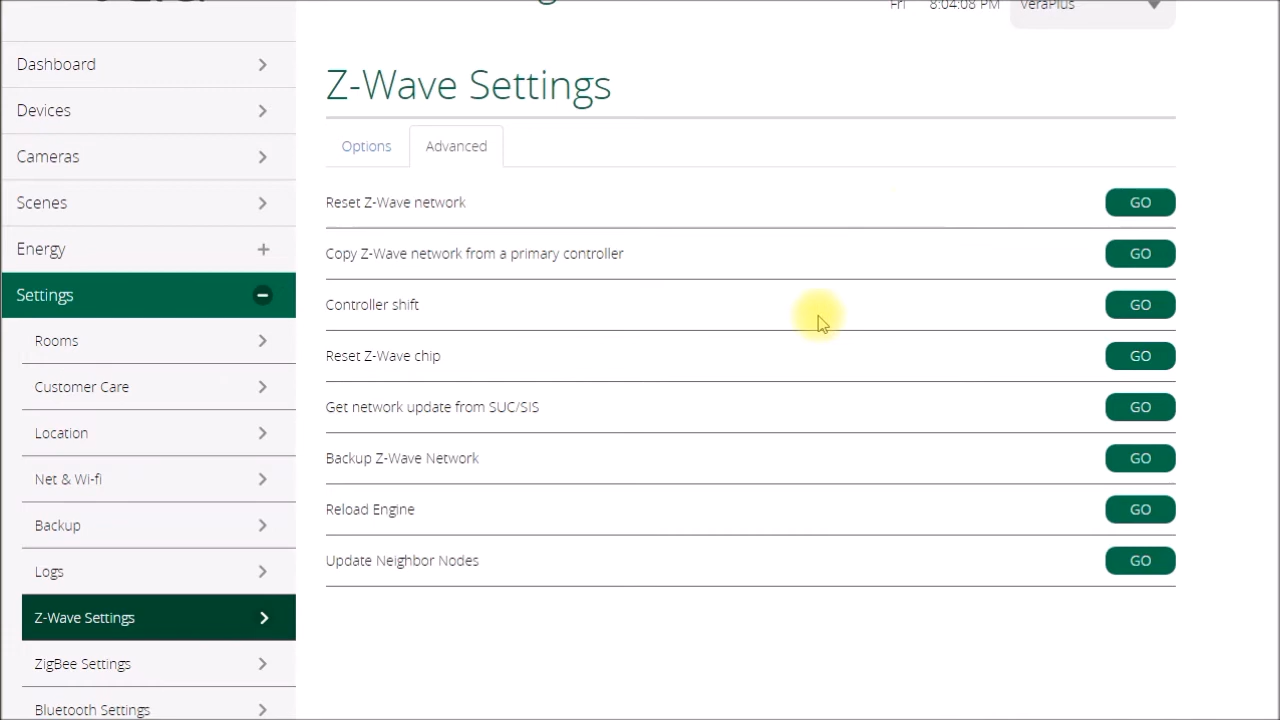 Fri 8:04:08 PM VeraPlus
Dashboard
Devices
Cameras
Scenes
Energy
Settings
Rooms
Customer Care
Location
Net & Wi-fi
Backup
Logs
Z-Wave Settings
ZigBee Settings
Bluetooth Settings
Z-Wave Settings
Options Advanced
Reset Z-Wave network GO
Copy Z-Wave network from a primary controller GO
Controller shift GO
Reset Z-Wave chip GO
Get network update from SUC/SIS GO
Backup Z-Wave Network GO
Reload Engine GO
Update Neighbor Nodes GO